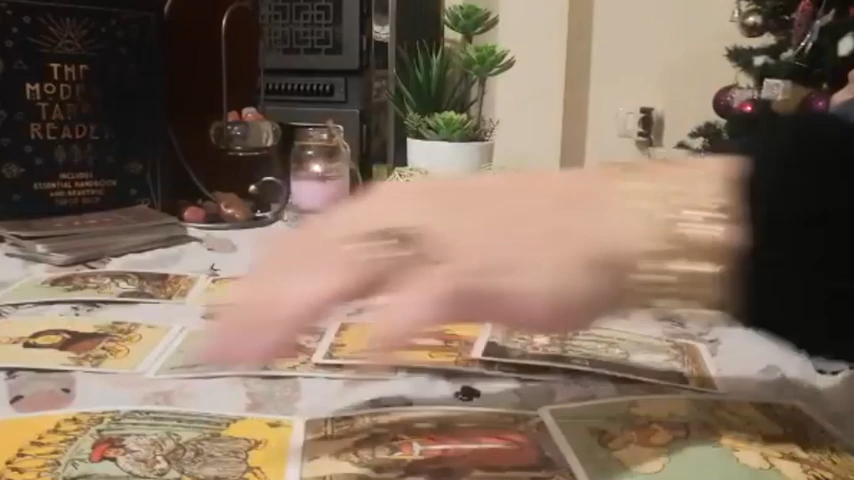 THE
MODERN
TAROT
READER
INCLUDES
ESSENTIAL HANDBOOK
AND BEAUTIFUL
TAROT DECK